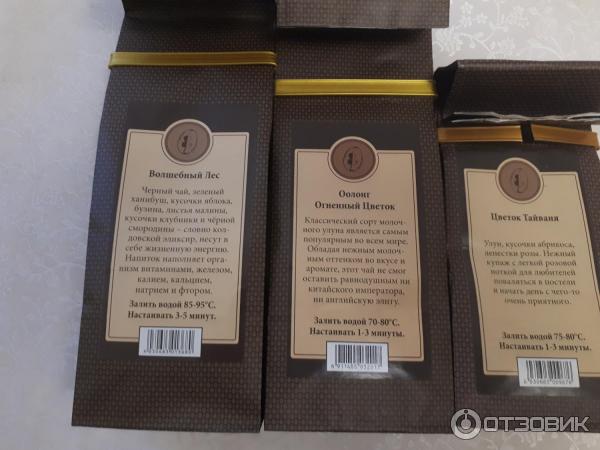 Волшебный Лес
Черный чай, зеленый
ханибуш, кусочки яблока,
бузина, листья малины,
кусочки клубники и чёрной
смородины – словно кол-
довской эликсир, несут в
себе жизненную энергию.
Напиток наполняет орга-
низм витаминами, железом,
калием, кальцием,
натрием и фтором.
Залить водой 85-95°C.
Настаивать 3-5 минут.
Оолонг
Огненный Цветок
Классический сорт молоч-
ного улуна является самым
популярным во всем мире.
Обладая нежным молоч-
ным оттенком во вкусе и
аромате, этот чай не смог
оставить равнодушным ни
китайского императора,
ни английскую элиту.
Залить водой 70-80°C.
Настаивать 1-3 минуты.
Цветок Тайваня
Улун, кусочки абрикоса,
лепестки розы. Нежный
купаж с легкой розовой
ноткой для любителей
поваляться в постели
и начать день с чего-то
очень приятного.
Залить водой 75-80°C.
Настаивать 1-3 минуты.
ОТЗОВИК